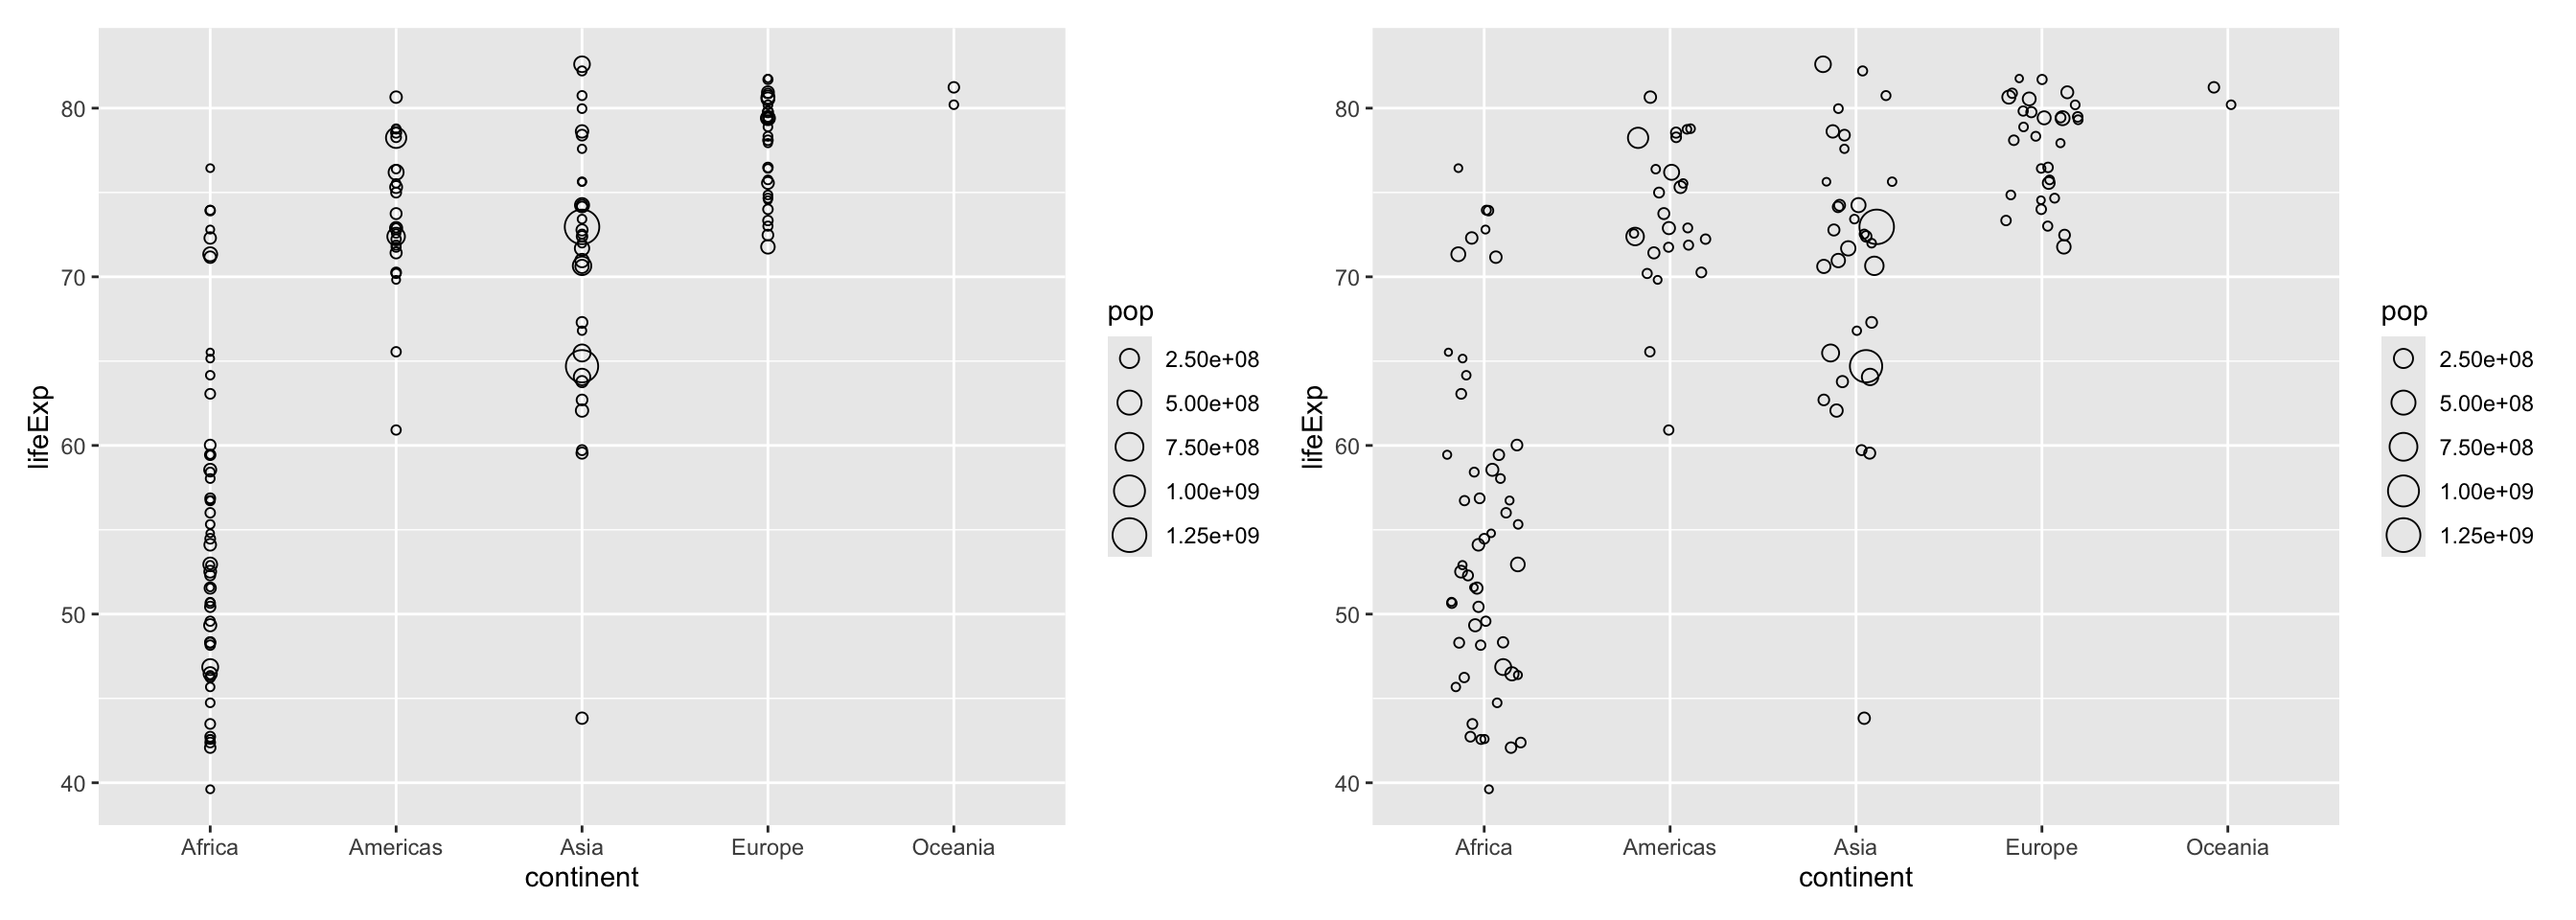 lifeExp
80
70
60
50
40
Africa Americas Asia Europe Oceania
continent
pop
2.50e+08
5.00e+08
7.50e+08
1.00e+09
1.25e+09
lifeExp
80
70
60
50
40
Africa Americas Asia Europe Oceania
continent
pop
2.50e+08
5.00e+08
7.50e+08
1.00e+09
1.25e+09